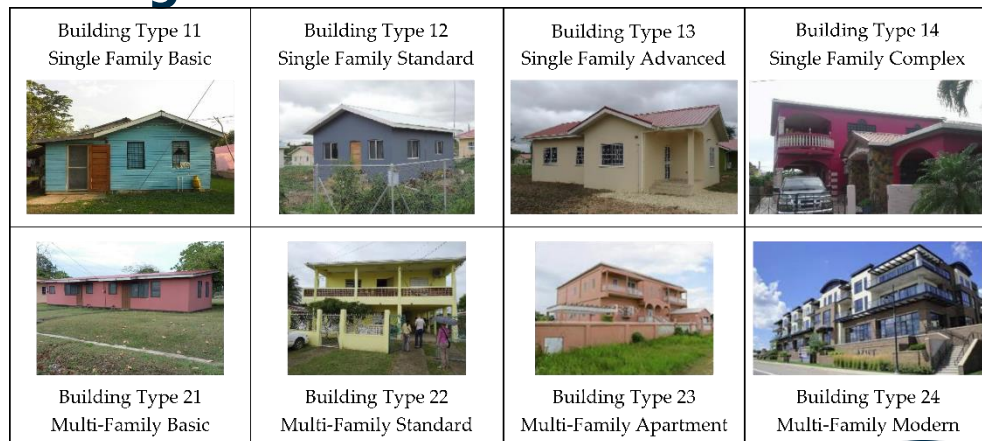 Building Type 11
Single Family Basic
Building Type 12
Single Family Standard
Building Type 13
Single Family Advanced
Building Type 14
Single Family Complex
Building Type 21
Multi-Family Basic
Building Type 22
Multi-Family Standard
Building Type 23
Multi-Family Apartment
Building Type 24
Multi-Family Modern